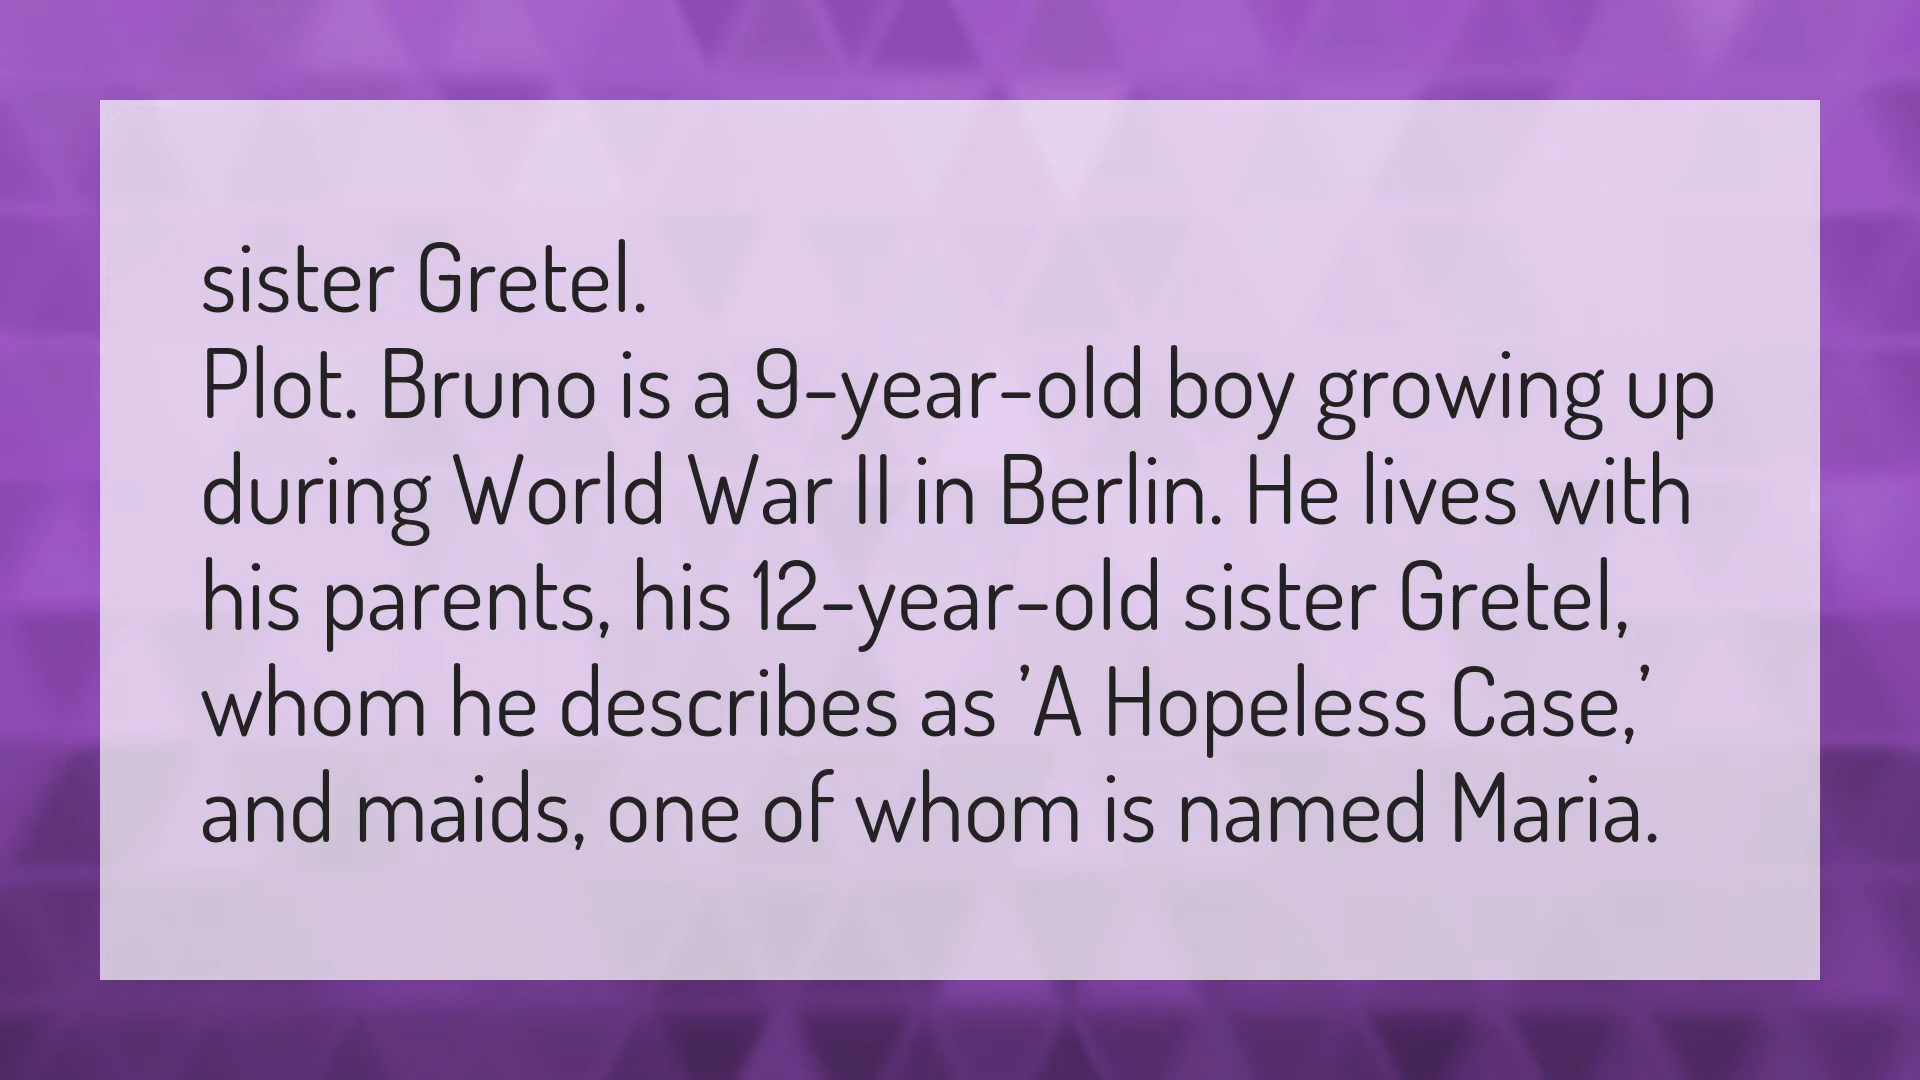 sister Gretel.
Plot. Bruno is a 9-year-old boy growing up
during World War II in Berlin. He lives with
his parents, his 12-year-old sister Gretel,
whom he describes as ’A Hopeless Case,’
and maids, one of whom is named Maria.